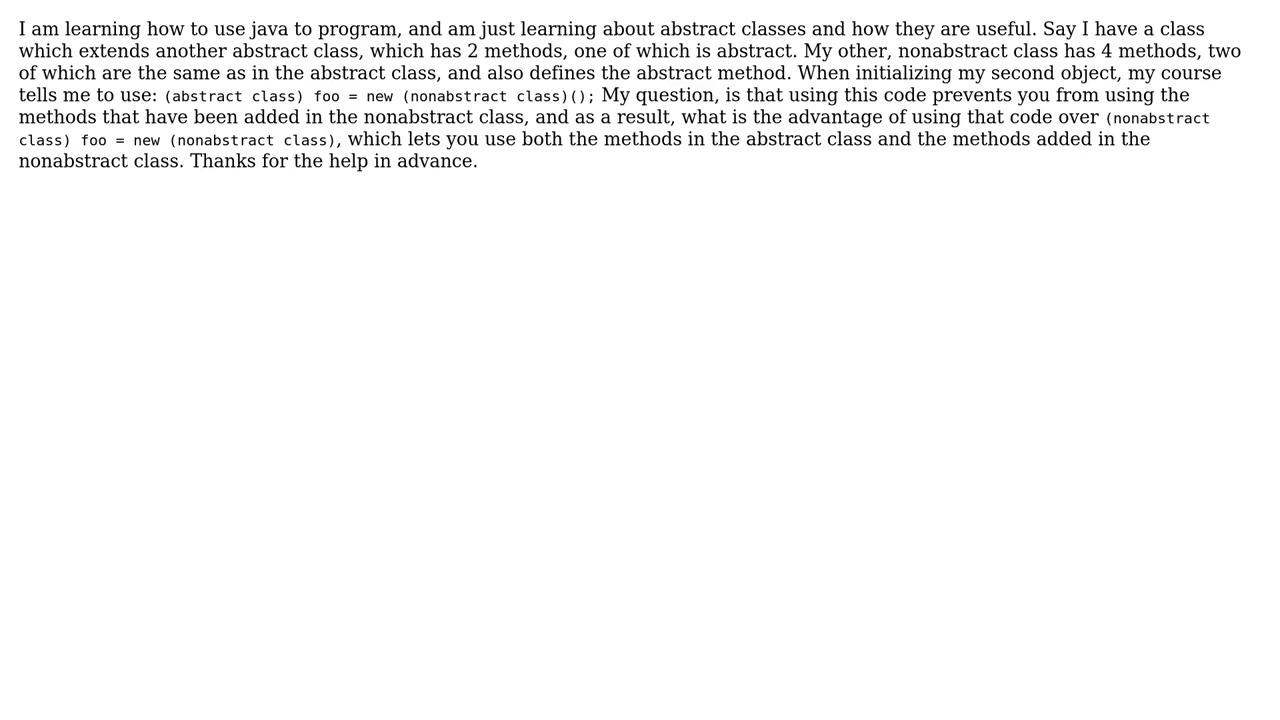 I am learning how to use java to program, and am just learning about abstract classes and how they are useful. Say I have a class
which extends another abstract class, which has 2 methods, one of which is abstract. My other, nonabstract class has 4 methods, two
of which are the same as in the abstract class, and also defines the abstract method. When initializing my second object, my course
tells me to use: (abstract class) foo = new (nonabstract class)(); My question, is that using this code prevents you from using the
methods that have been added in the nonabstract class, and as a result, what is the advantage of using that code over (nonabstract
class) foo = new (nonabstract class), which lets you use both the methods in the abstract class and the methods added in the
nonabstract class. Thanks for the help in advance.